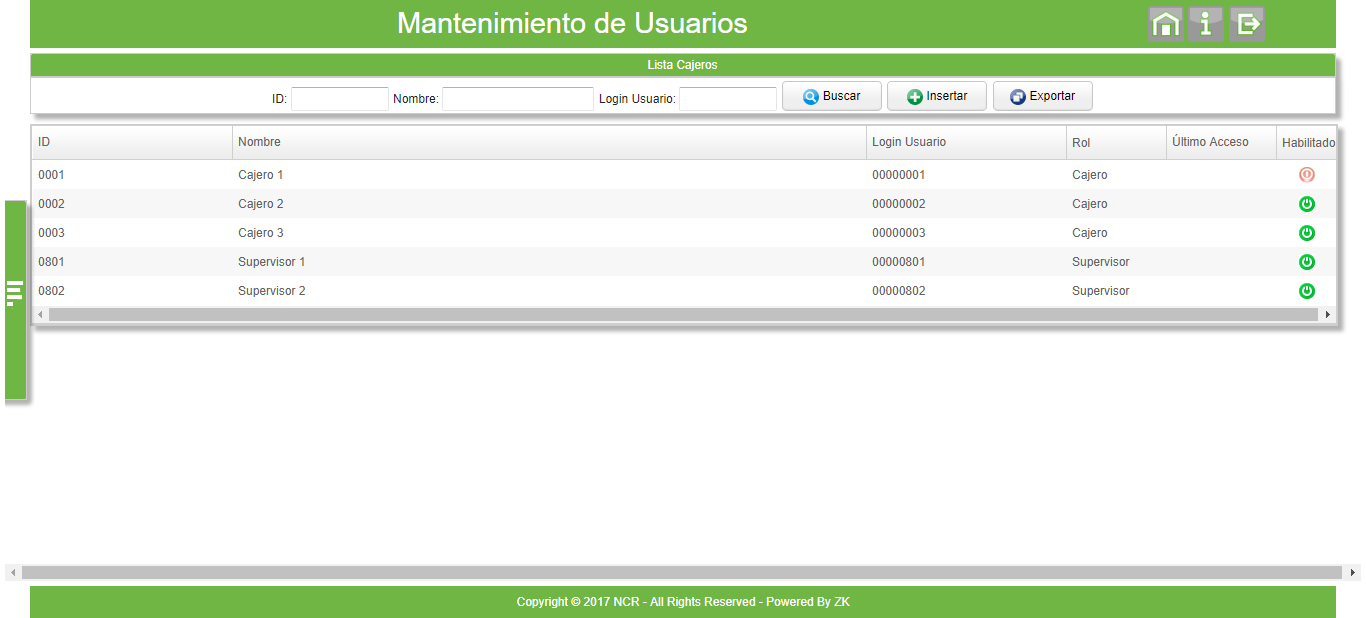 Mantenimiento de Usuarios
Lista Cajeros
ID: Nombre: Login Usuario: Buscar Insertar Exportar
ID Nombre Login Usuario Rol Último Acceso Habilitado
0001 Cajero 1 00000001 Cajero
0002 Cajero 2 00000002 Cajero
0003 Cajero 3 00000003 Cajero
0801 Supervisor 1 00000801 Supervisor
0802 Supervisor 2 00000802 Supervisor
Copyright © 2017 NCR - All Rights Reserved - Powered By ZK